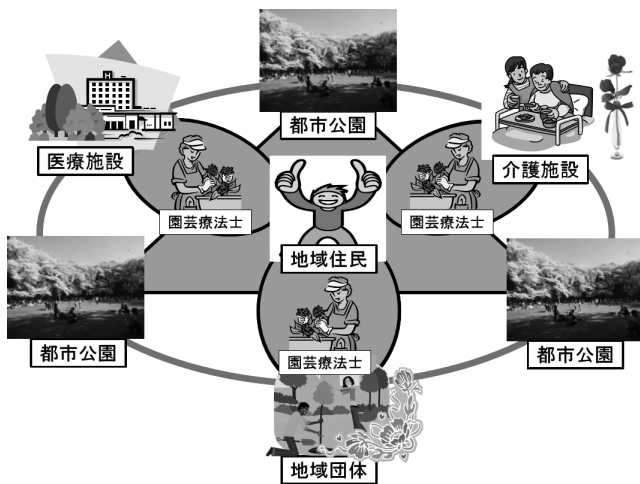 都市公園
医療施設
介護施設
園芸療法士
園芸療法士
地域住民
都市公園
園芸療法士
都市公園
地域団体